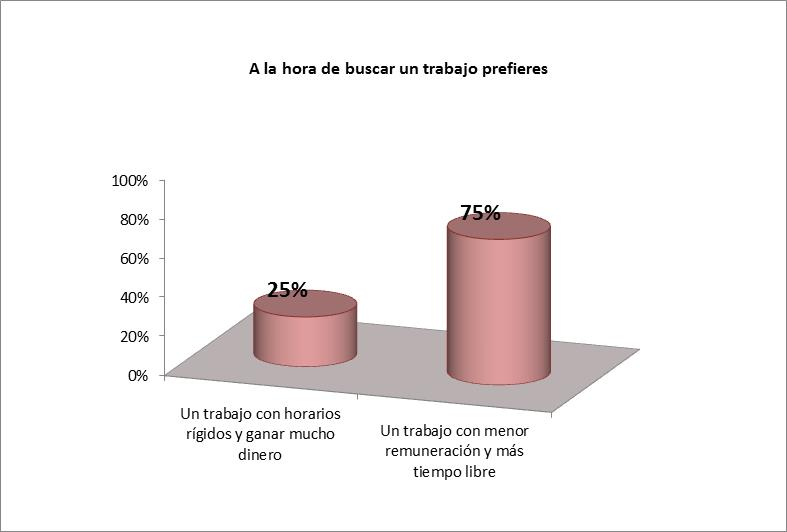 A la hora de buscar un trabajo prefieres
100%
80%
60%
40%
20%
0%
25%
75%
Un trabajo con horarios
rígidos y ganar mucho
dinero
Un trabajo con menor
remuneración y más
tiempo libre